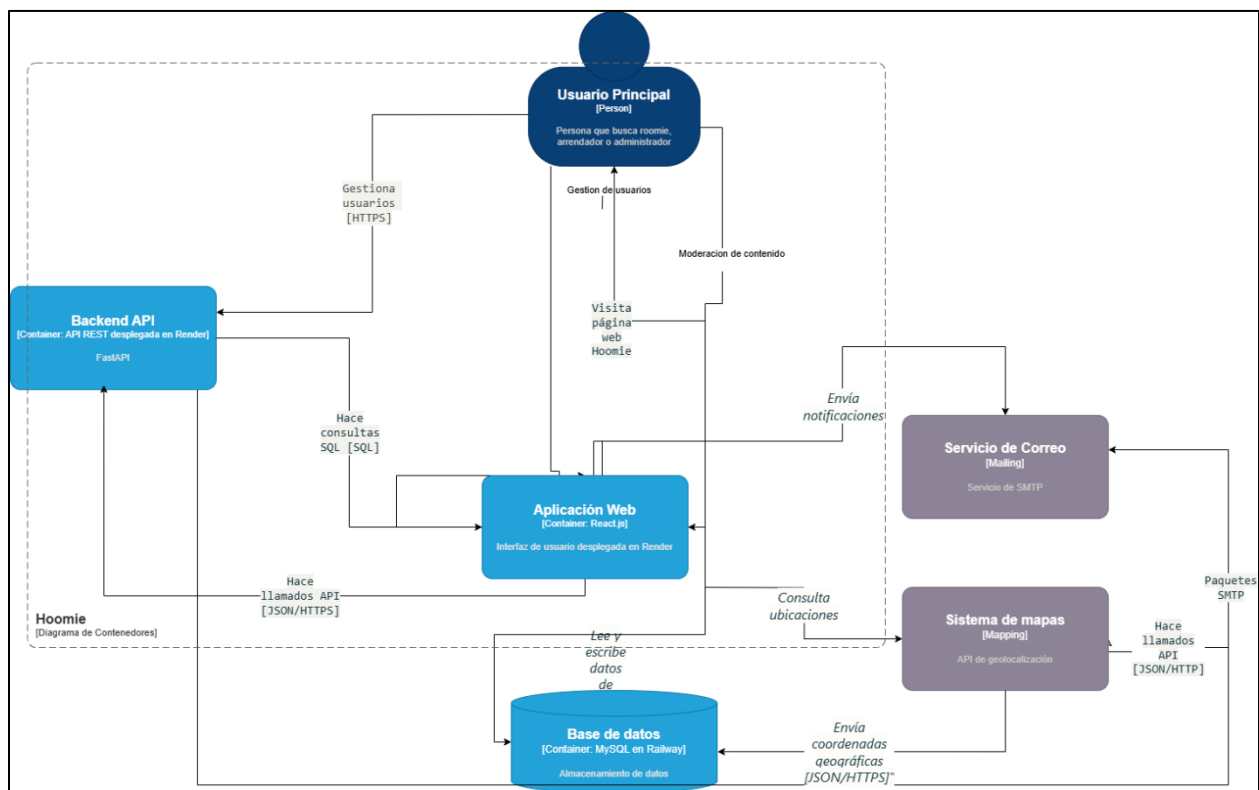 Usuario Principal
[Person]
Persona que busca roomie,
arrendador o administrador
Gestiona
usuarios
[HTTPS]
Gestion de usuarios
Moderacion de contenido
Backend API
[Container: API REST desplegada en Render]
FastAPI
Visita
página
web
Hoomie
Hace
consultas
SQL [SQL]
Envía
notificaciones
Servicio de Correo
[Mailing]
Servicio de SMTP
Aplicación Web
[Container: React.js]
Interfaz de usuario desplegada en Render
Hace
llamados API
[JSON/HTTPS]
Hoomie
[Diagrama de Contenedores]
Consulta
ubicaciones
Paquetes
SMTP
Sistema de mapas
[Mapping]
API de geolocalización
Hace
llamados
API
[JSON/HTTP]
Lee y
escribe
datos
de
Base de datos
[Container: MySQL en Railway]
Almacenamiento de datos
Envía
coordenadas
geográficas
[JSON/HTTPS]"